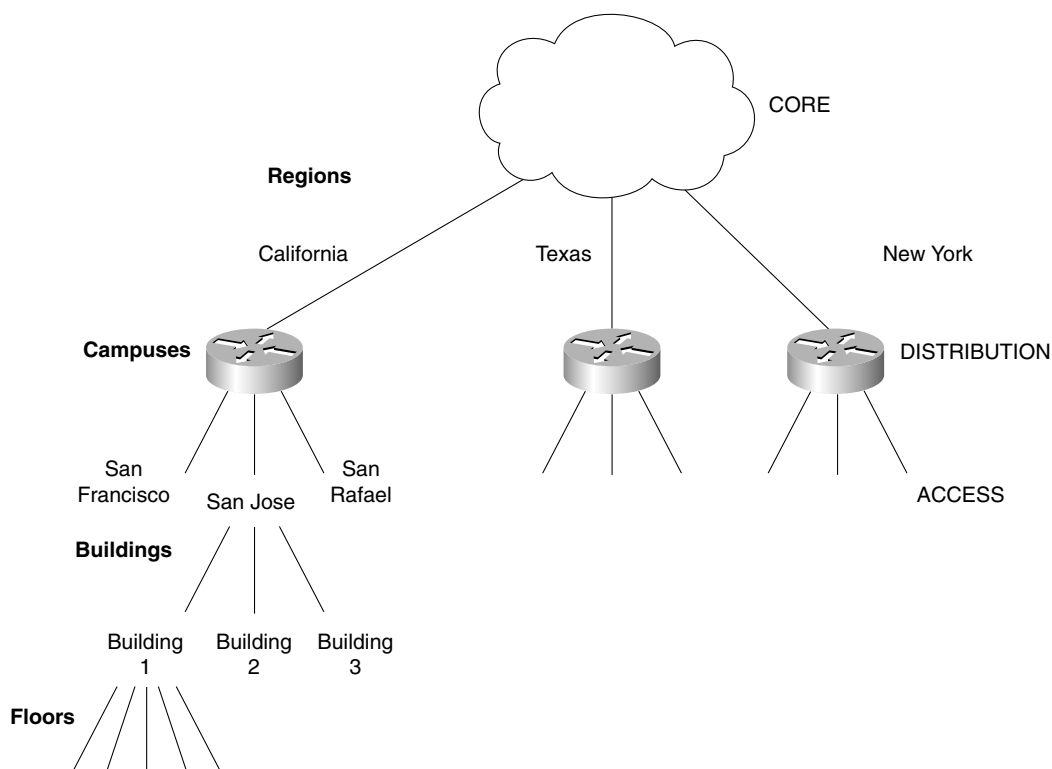 CORE
Regions
California
Texas
New York
Campuses
DISTRIBUTION
San
Francisco
San Jose
San
Rafael
ACCESS
Buildings
Building
1
Building
2
Building
3
Floors